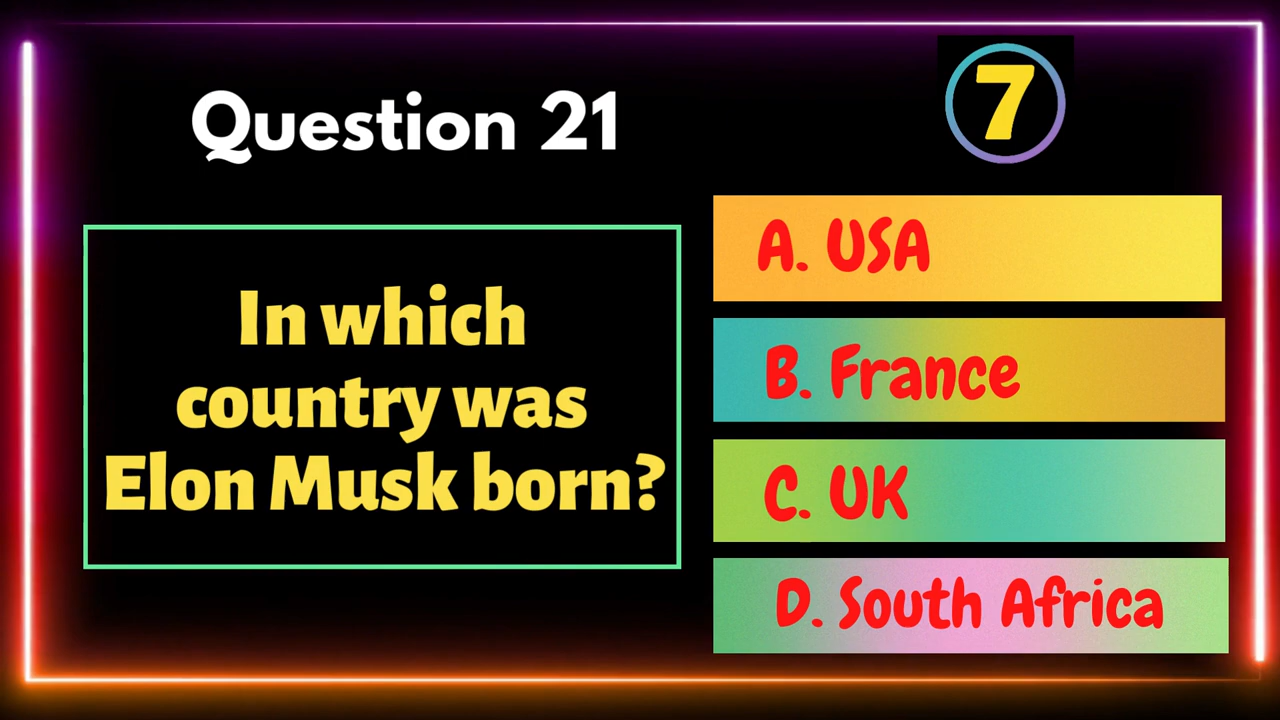 Question 21
7
In which
country was
Elon Musk born?
A. USA
B. France
C. UK
D. South Africa